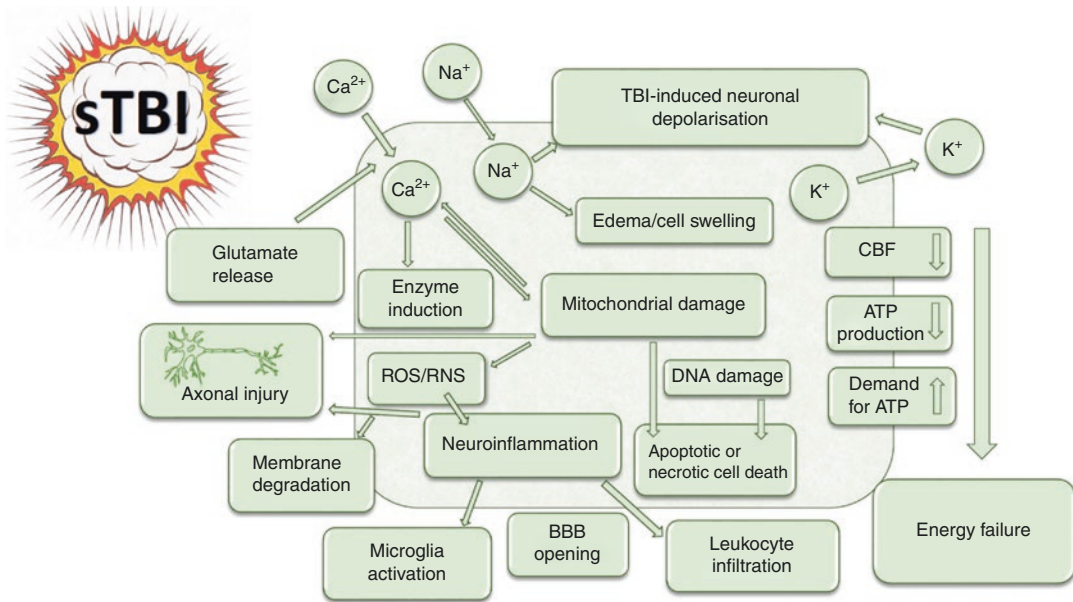 sTBI
Ca²⁺
Na⁺
TBI-induced neuronal
depolarisation
K⁺
Ca²⁺
Na⁺
K⁺
Edema/cell swelling
Glutamate
release
CBF
Enzyme
induction
Mitochondrial damage
ATP
production
Axonal injury
ROS/RNS
DNA damage
Demand
for ATP
Membrane
degradation
Neuroinflammation
Apoptotic or
necrotic cell death
Microglia
activation
BBB
opening
Leukocyte
infiltration
Energy failure